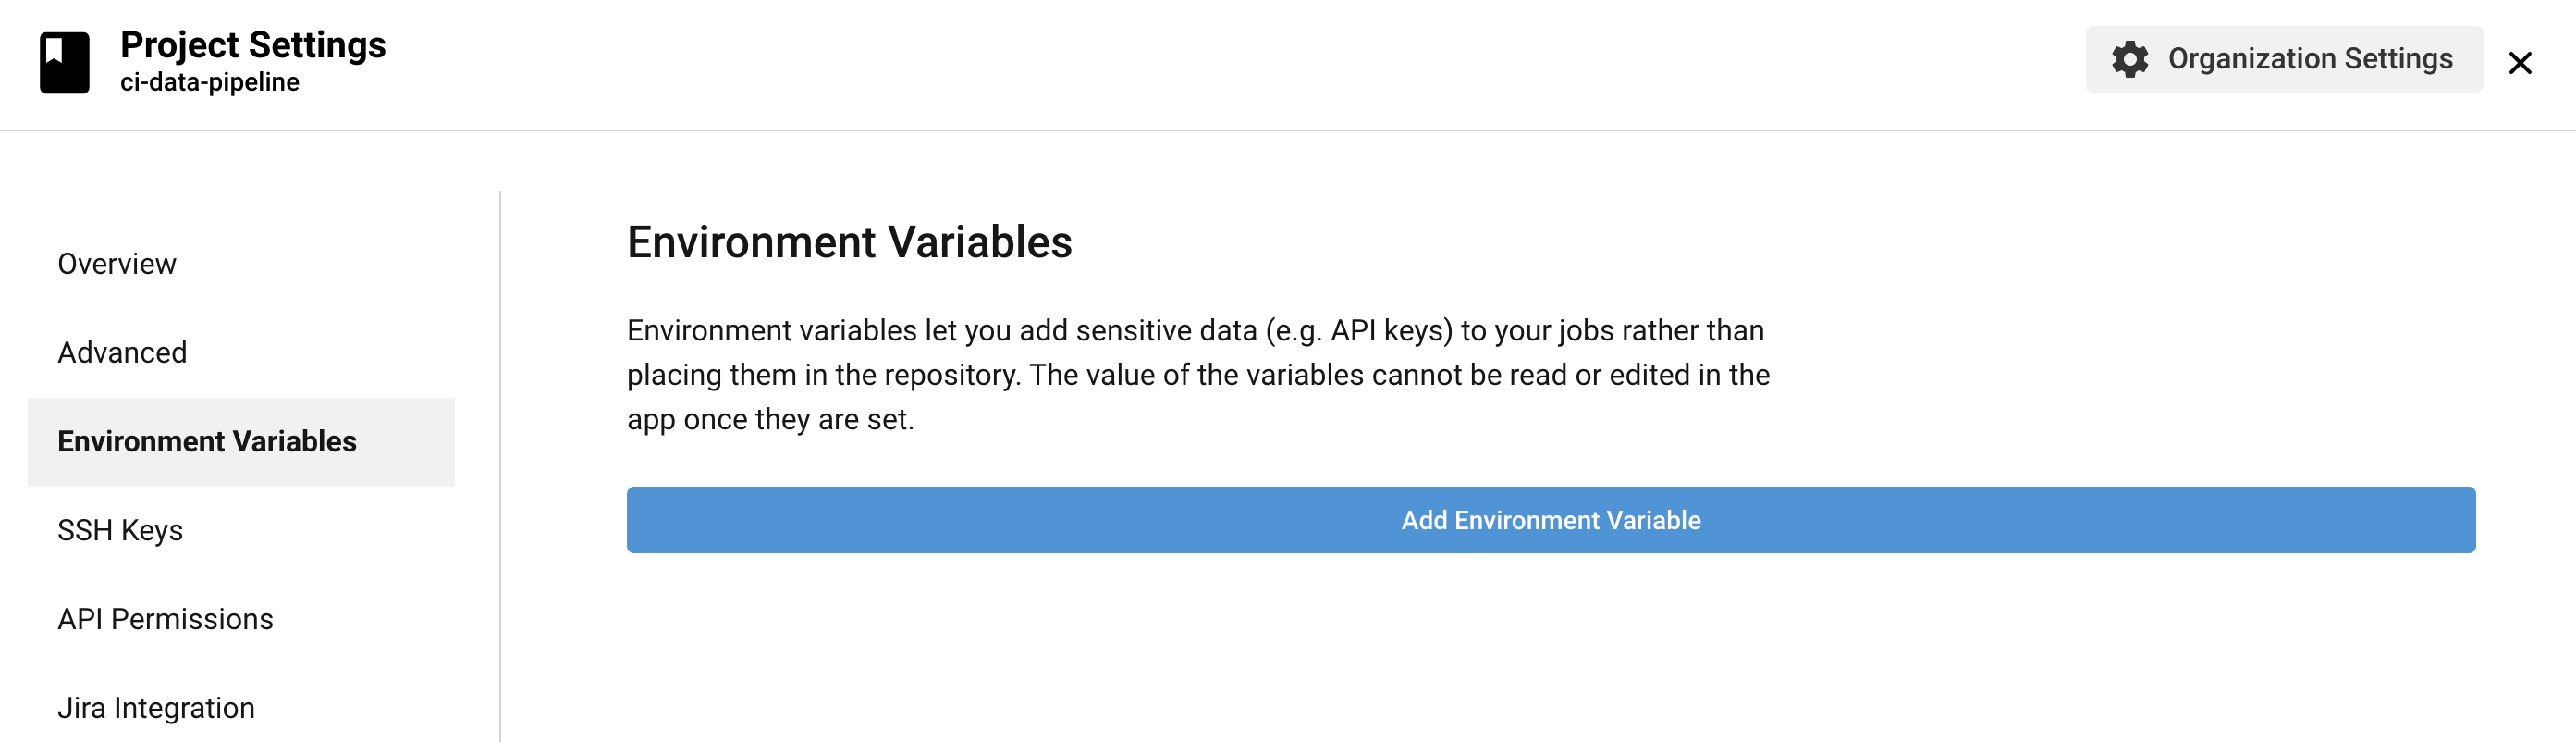 Project Settings
ci-data-pipeline
Organization Settings
Overview
Advanced
Environment Variables
SSH Keys
API Permissions
Jira Integration
Environment Variables
Environment variables let you add sensitive data (e.g. API keys) to your jobs rather than
placing them in the repository. The value of the variables cannot be read or edited in the
app once they are set.
Add Environment Variable